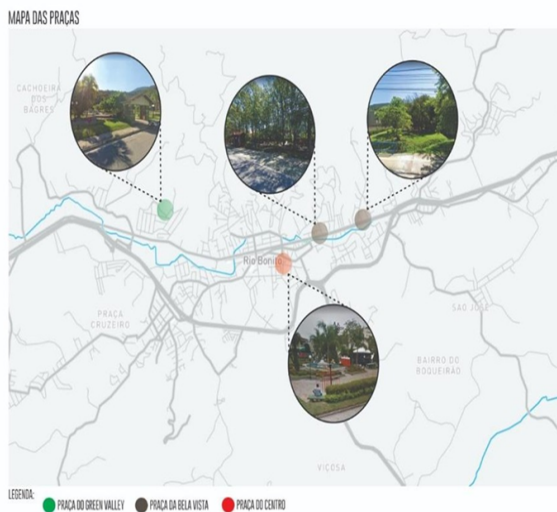 MAPA DAS PRAÇAS
CACHOEIRA
DOS
BAGRES
Rio Bonito
PRAÇA
CRUZEIRO
SÃO JOSÉ
BAIRRO DO
BOQUEIRÃO
VIÇOSA
LEGENDA:
PRAÇA DO GREEN VALLEY
PRAÇA DA BELA VISTA
PRAÇA DO CENTRO